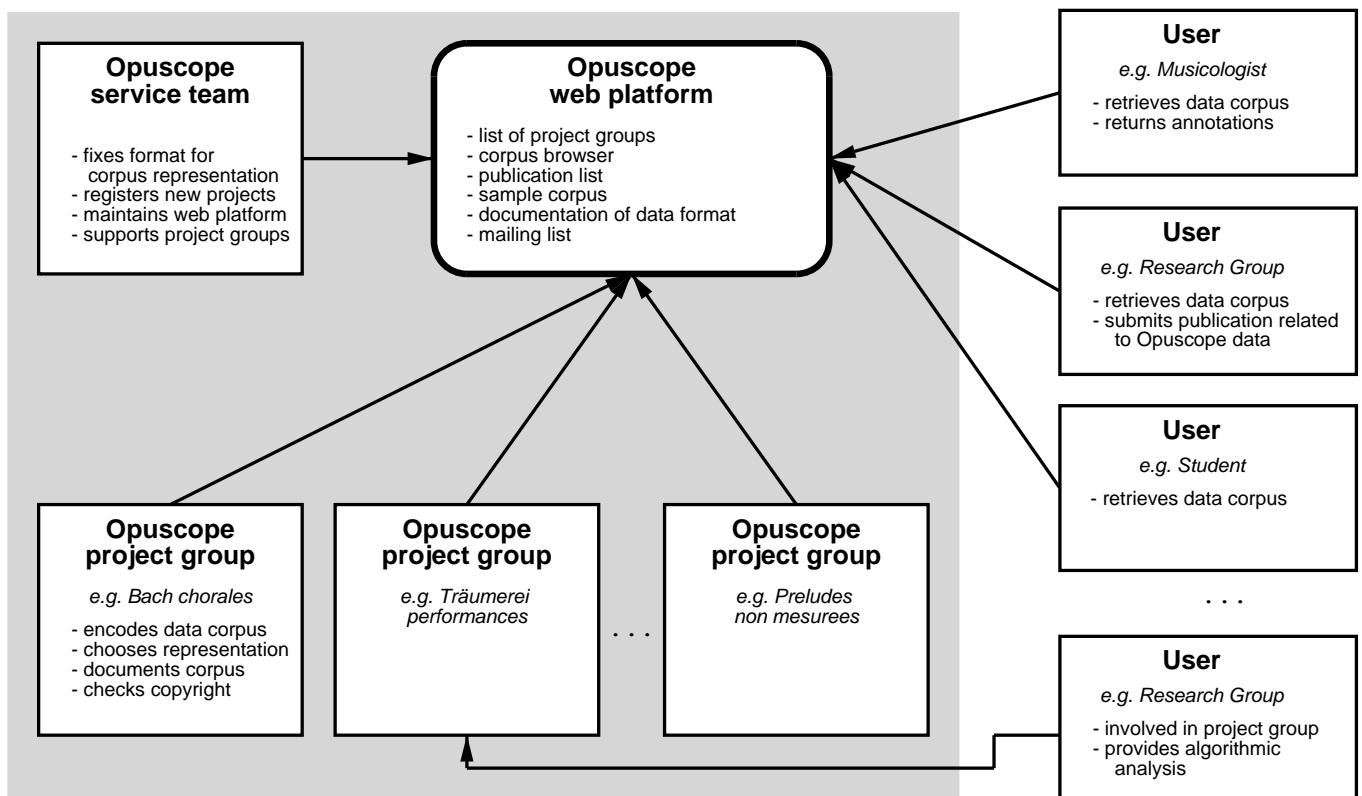 Opuscope
service team
- fixes format for
corpus representation
- registers new projects
- maintains web platform
- supports project groups
Opuscope
web platform
- list of project groups
- corpus browser
- publication list
- sample corpus
- documentation of data format
- mailing list
User
e.g. Musicologist
- retrieves data corpus
- returns annotations
User
e.g. Research Group
- retrieves data corpus
- submits publication related
to Opuscope data
User
e.g. Student
- retrieves data corpus
. . .
Opuscope
project group
e.g. Bach chorales
- encodes data corpus
- chooses representation
- documents corpus
- checks copyright
Opuscope
project group
e.g. Träumerei
performances
. . .
Opuscope
project group
e.g. Preludes
non mesurees
User
e.g. Research Group
- involved in project group
- provides algorithmic
analysis